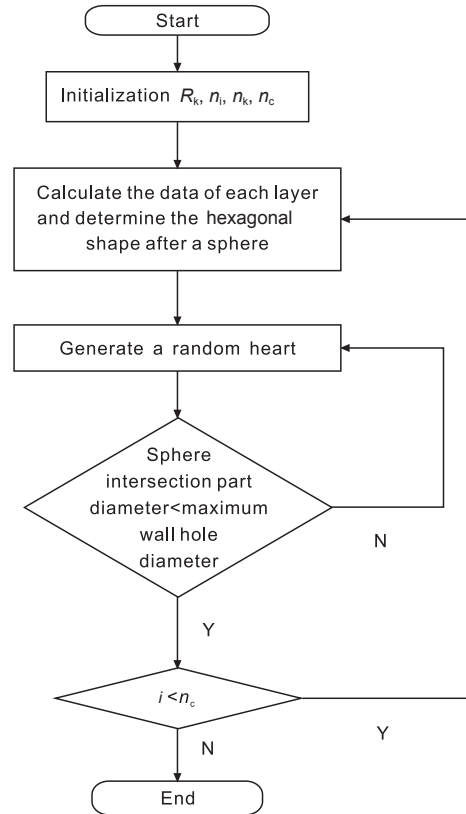 Start
Initialization Rk, ni, nk, nc
Calculate the data of each layer
and determine the hexagonal
shape after a sphere
Generate a random heart
Sphere
intersection part
diameter<maximum
wall hole
diameter
N
Y
i<nc
Y
N
End